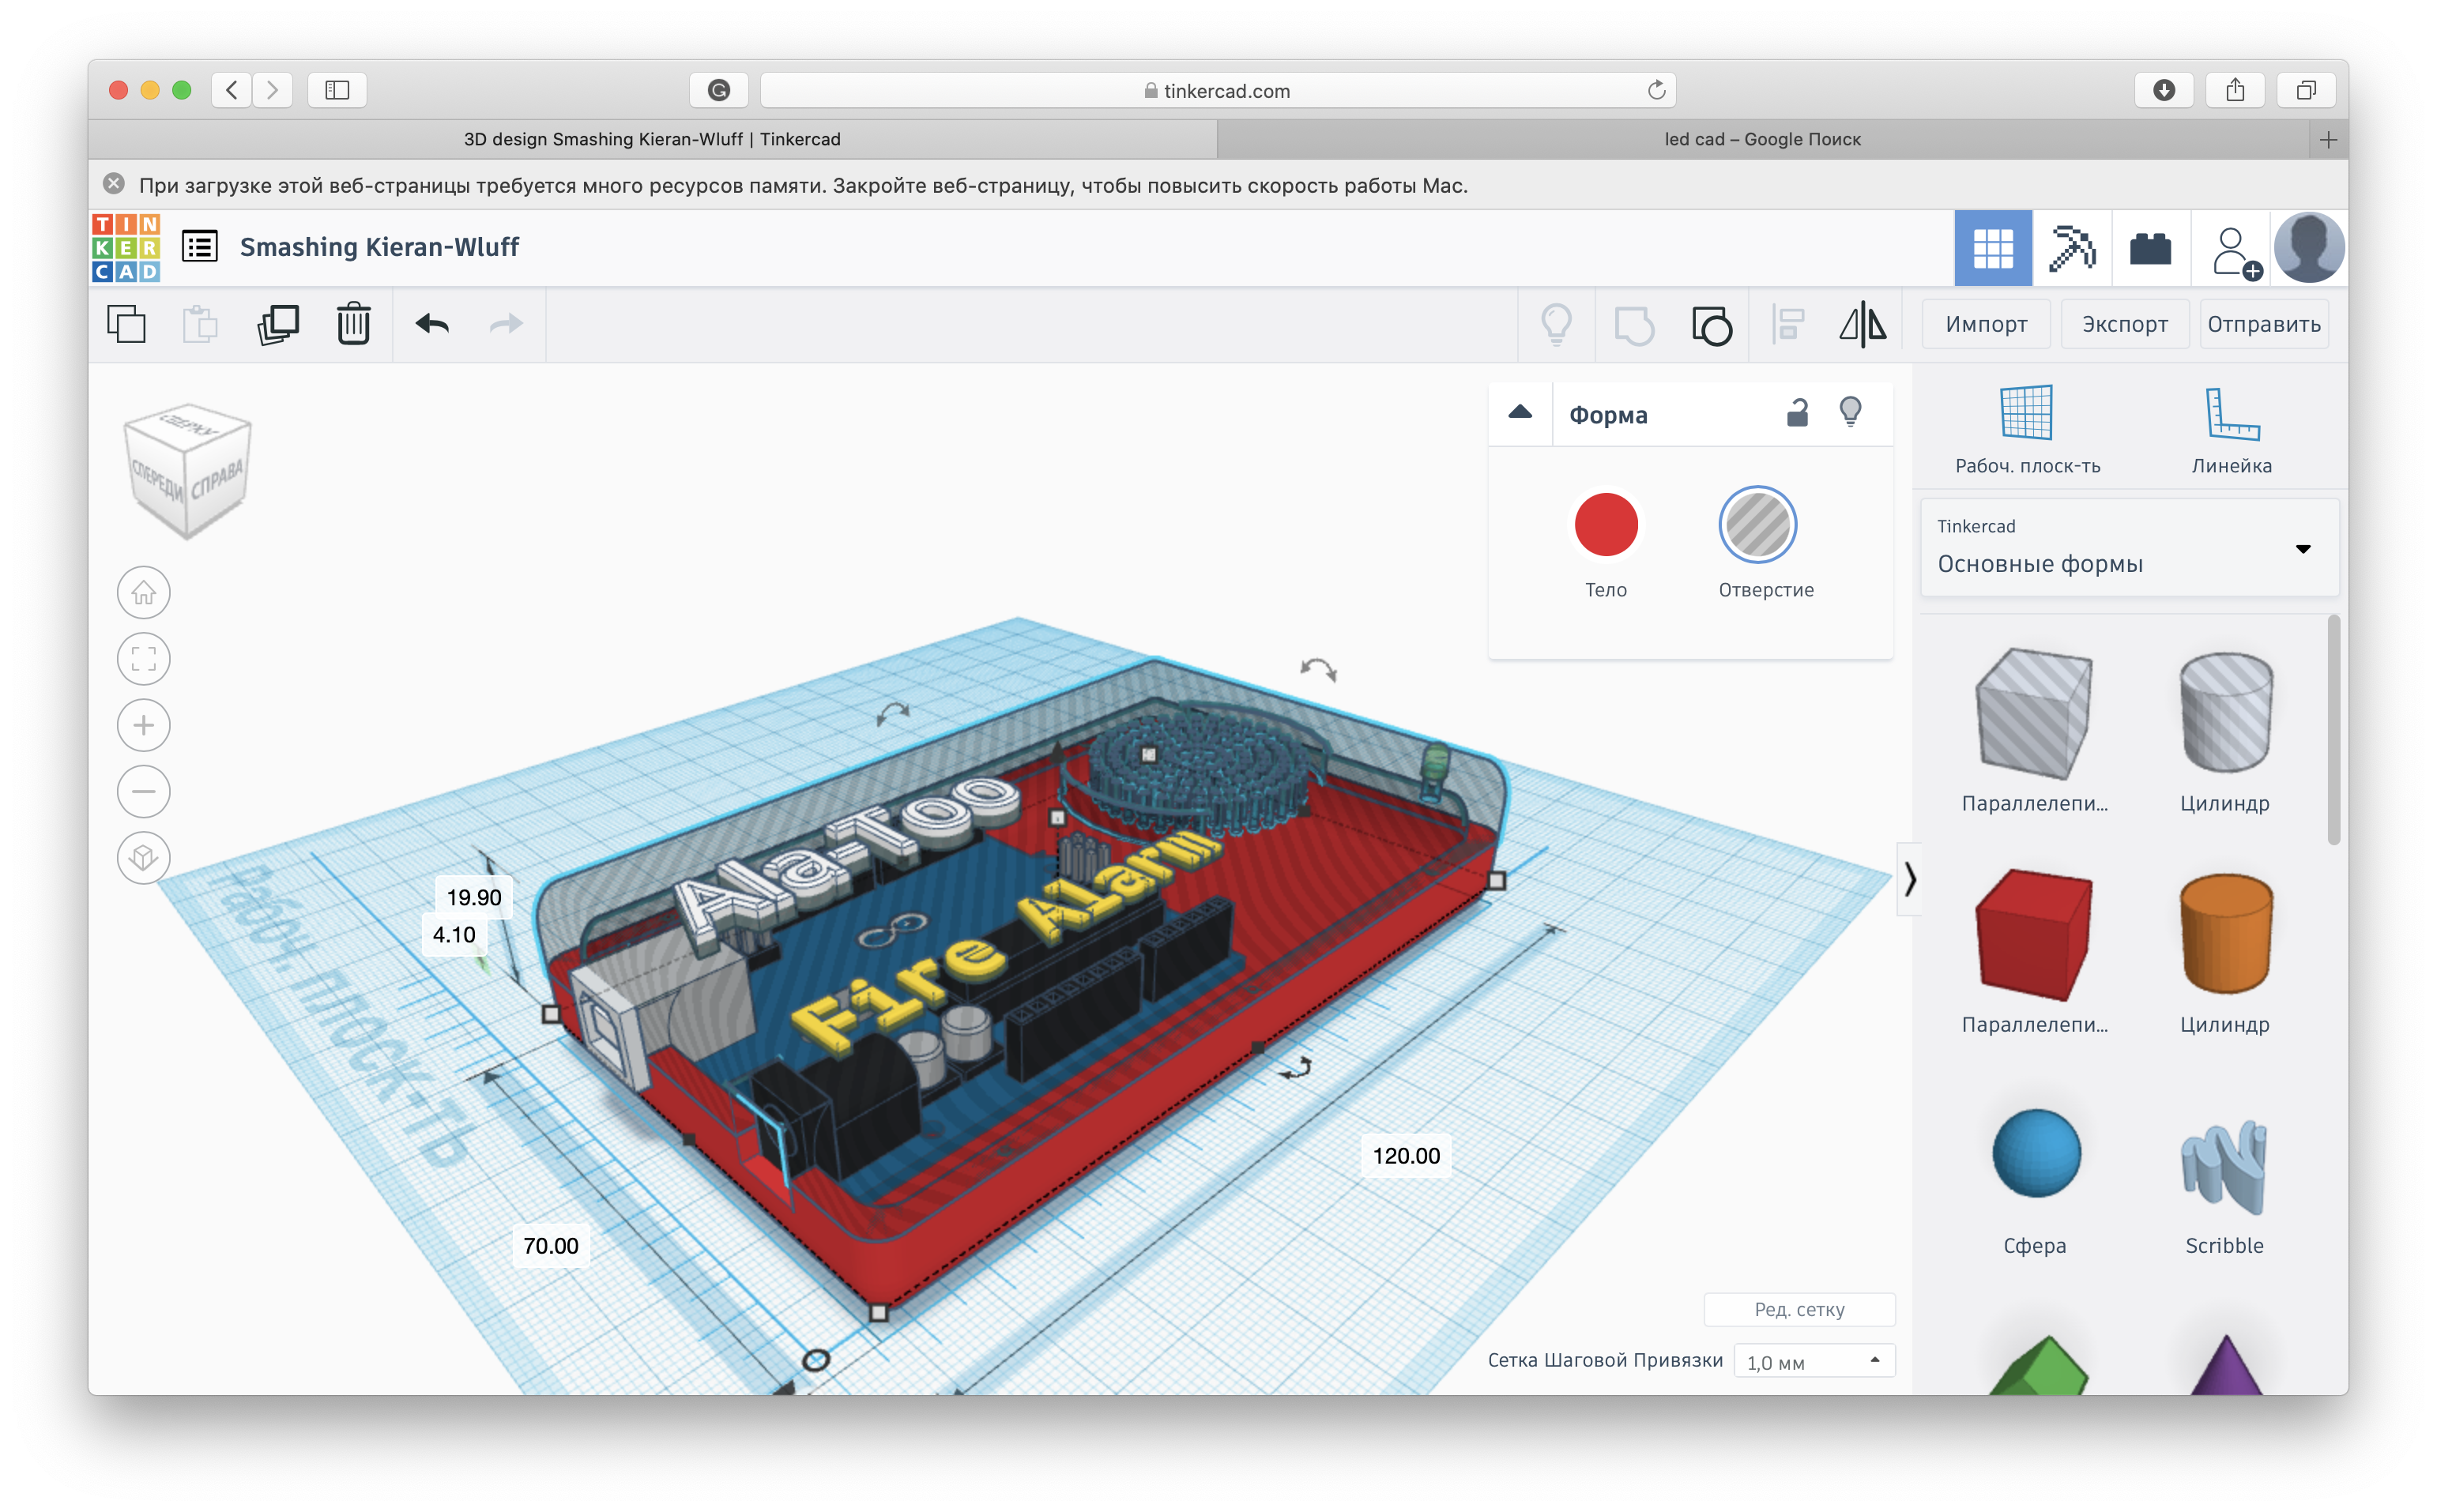 tinkercad.com
3D design Smashing Kieran-Wluff | Tinkercad
led cad – Google Поиск
При загрузке этой веб-страницы требуется много ресурсов памяти. Закройте веб-страницу, чтобы повысить скорость работы Mac.
TIN
KER
CAD
Smashing Kieran-Wluff
Импорт
Экспорт
Отправить
СВЕРХУ
СПЕРЕДИ
СПРАВА
Форма
Тело
Отверстие
Рабоч. плоск-ть
Линейка
Tinkercad
Основные формы
Параллелепи...
Цилиндр
Параллелепи...
Цилиндр
Сфера
Scribble
Ala-Too
Fire ALarm
19.90
4.10
70.00
120.00
Рабоч. плоск-ть
Ред. сетку
Сетка Шаговой Привязки
1,0 мм